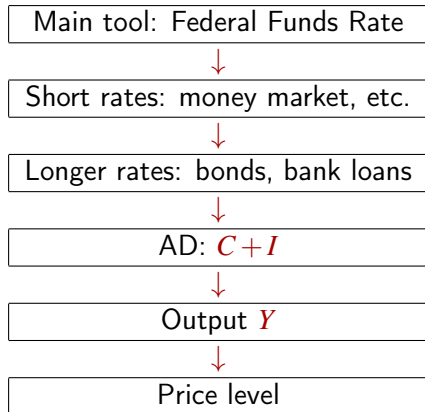 Main tool: Federal Funds Rate
↓
Short rates: money market, etc.
↓
Longer rates: bonds, bank loans
↓
AD: C + I
↓
Output Y
↓
Price level